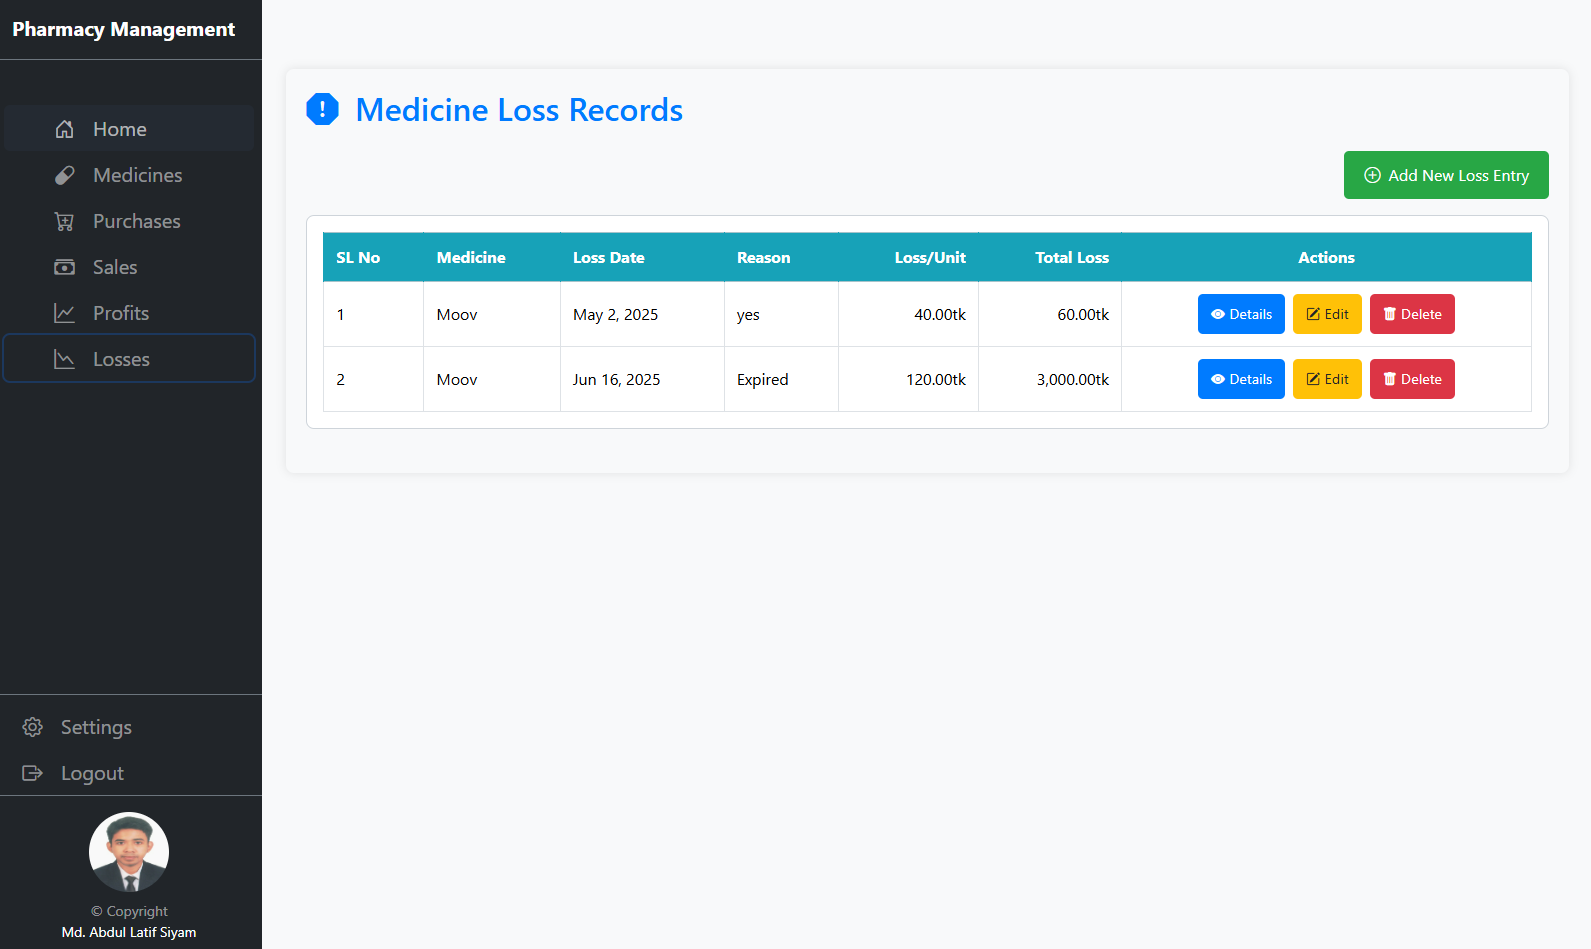 Pharmacy Management
Home
Medicines
Purchases
Sales
Profits
Losses
Settings
Logout
© Copyright
Md. Abdul Latif Siyam
Medicine Loss Records
Add New Loss Entry
SL No Medicine Loss Date Reason Loss/Unit Total Loss Actions
1 Moov May 2, 2025 yes 40.00tk 60.00tk Details Edit Delete
2 Moov Jun 16, 2025 Expired 120.00tk 3,000.00tk Details Edit Delete